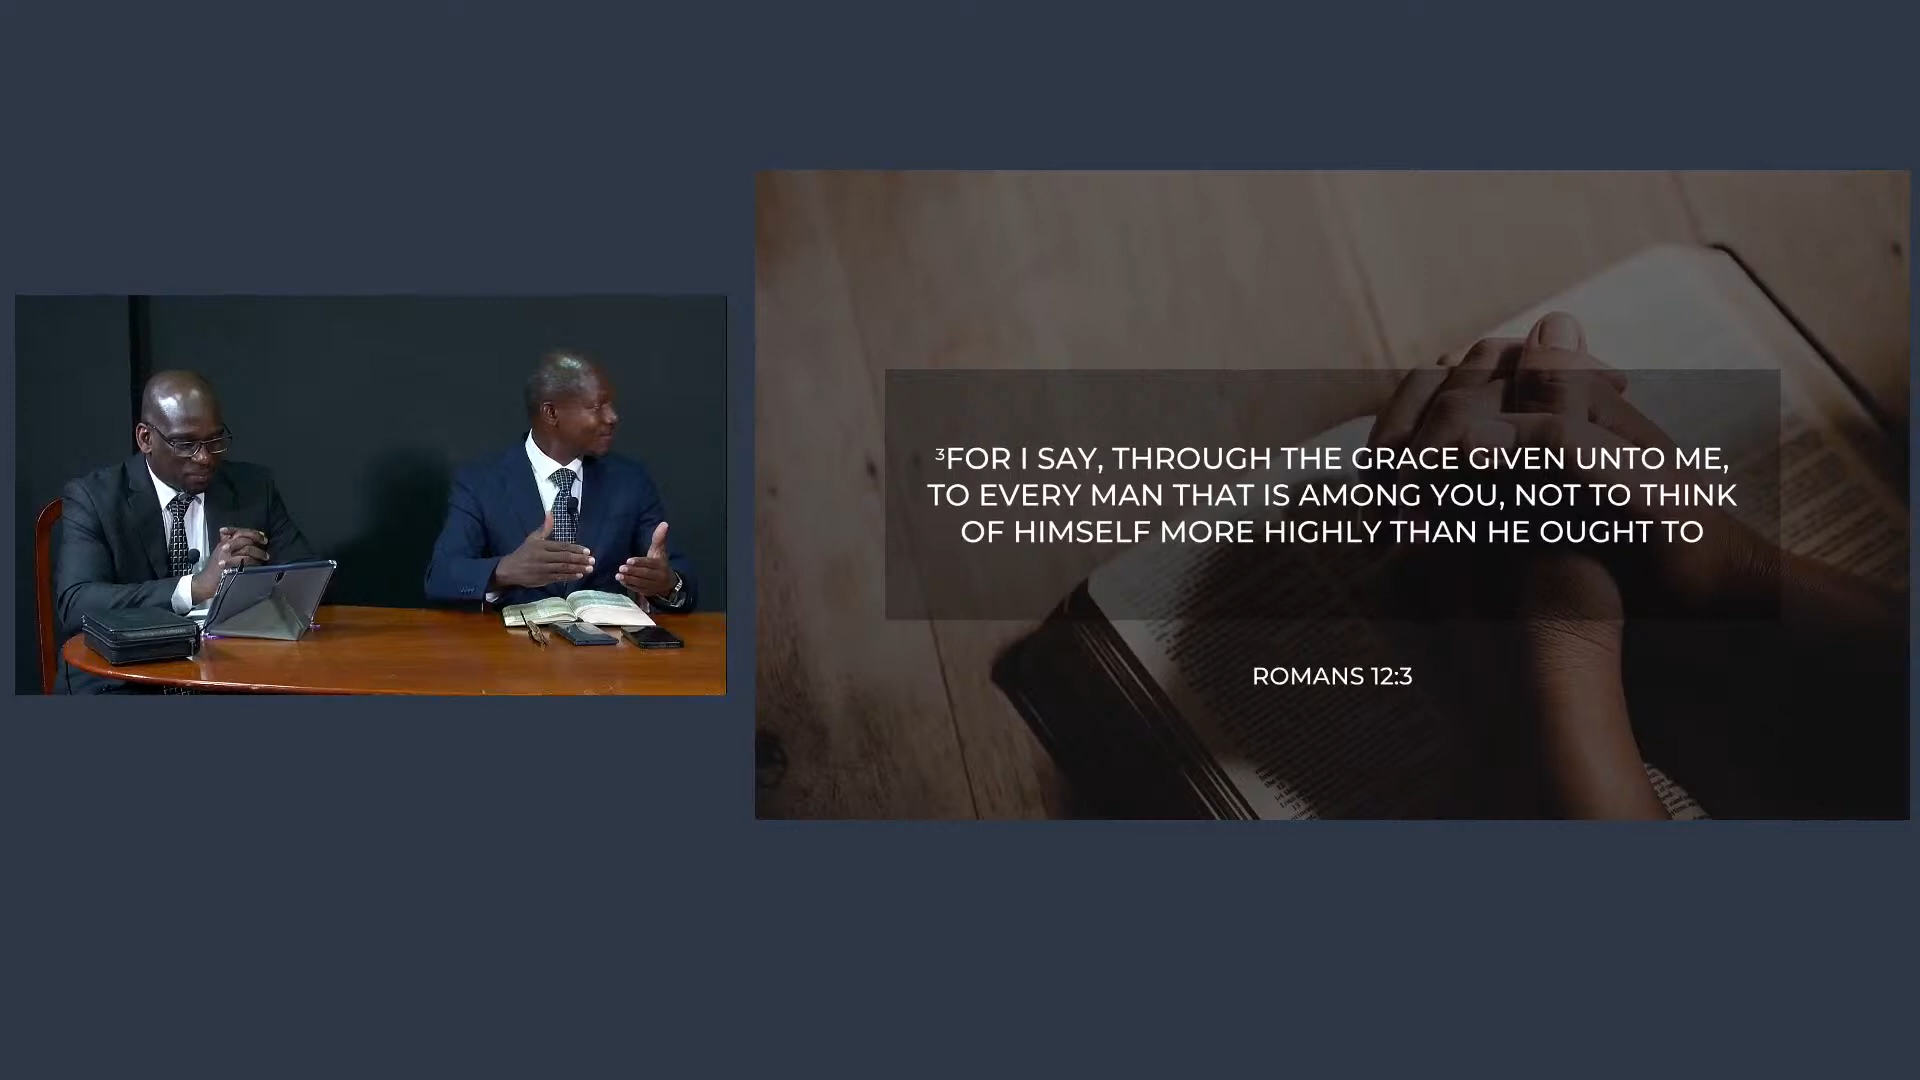 ³FOR I SAY, THROUGH THE GRACE GIVEN UNTO ME,
TO EVERY MAN THAT IS AMONG YOU, NOT TO THINK
OF HIMSELF MORE HIGHLY THAN HE OUGHT TO
ROMANS 12:3